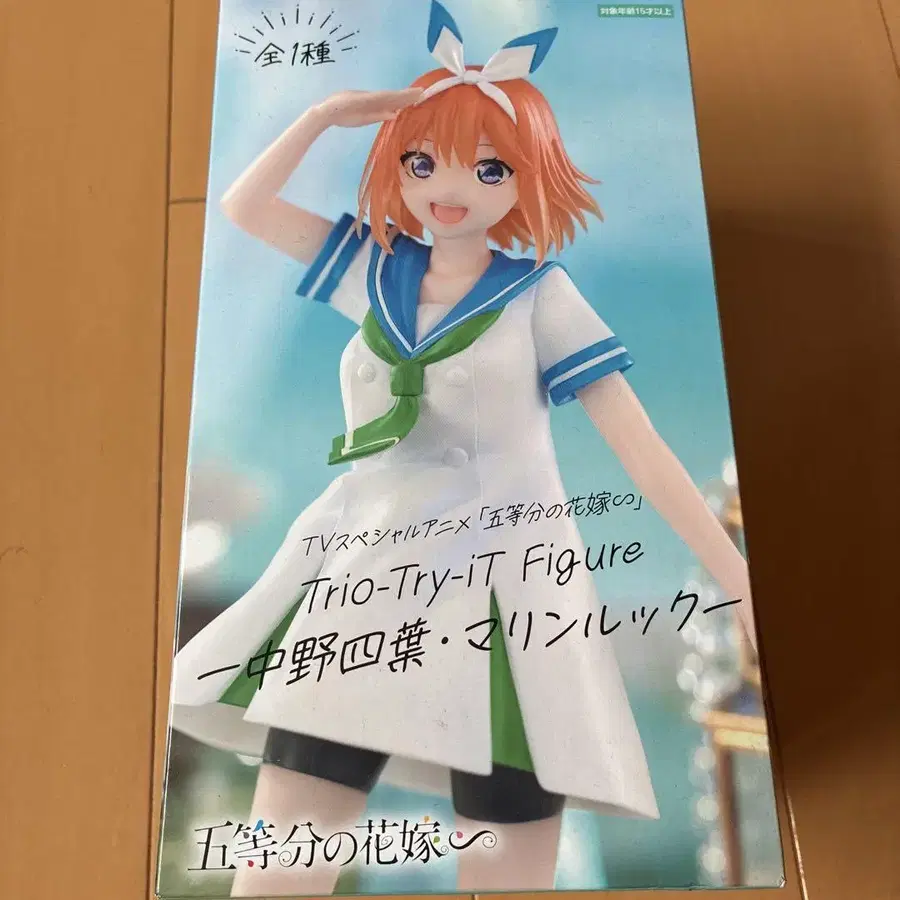 対象年齢15才以上
全1種
TVスペシャルアニメ「五等分の花嫁∽」
Trio-Try-iT Figure
ー中野四葉・マリンルックー
五等分の花嫁∽